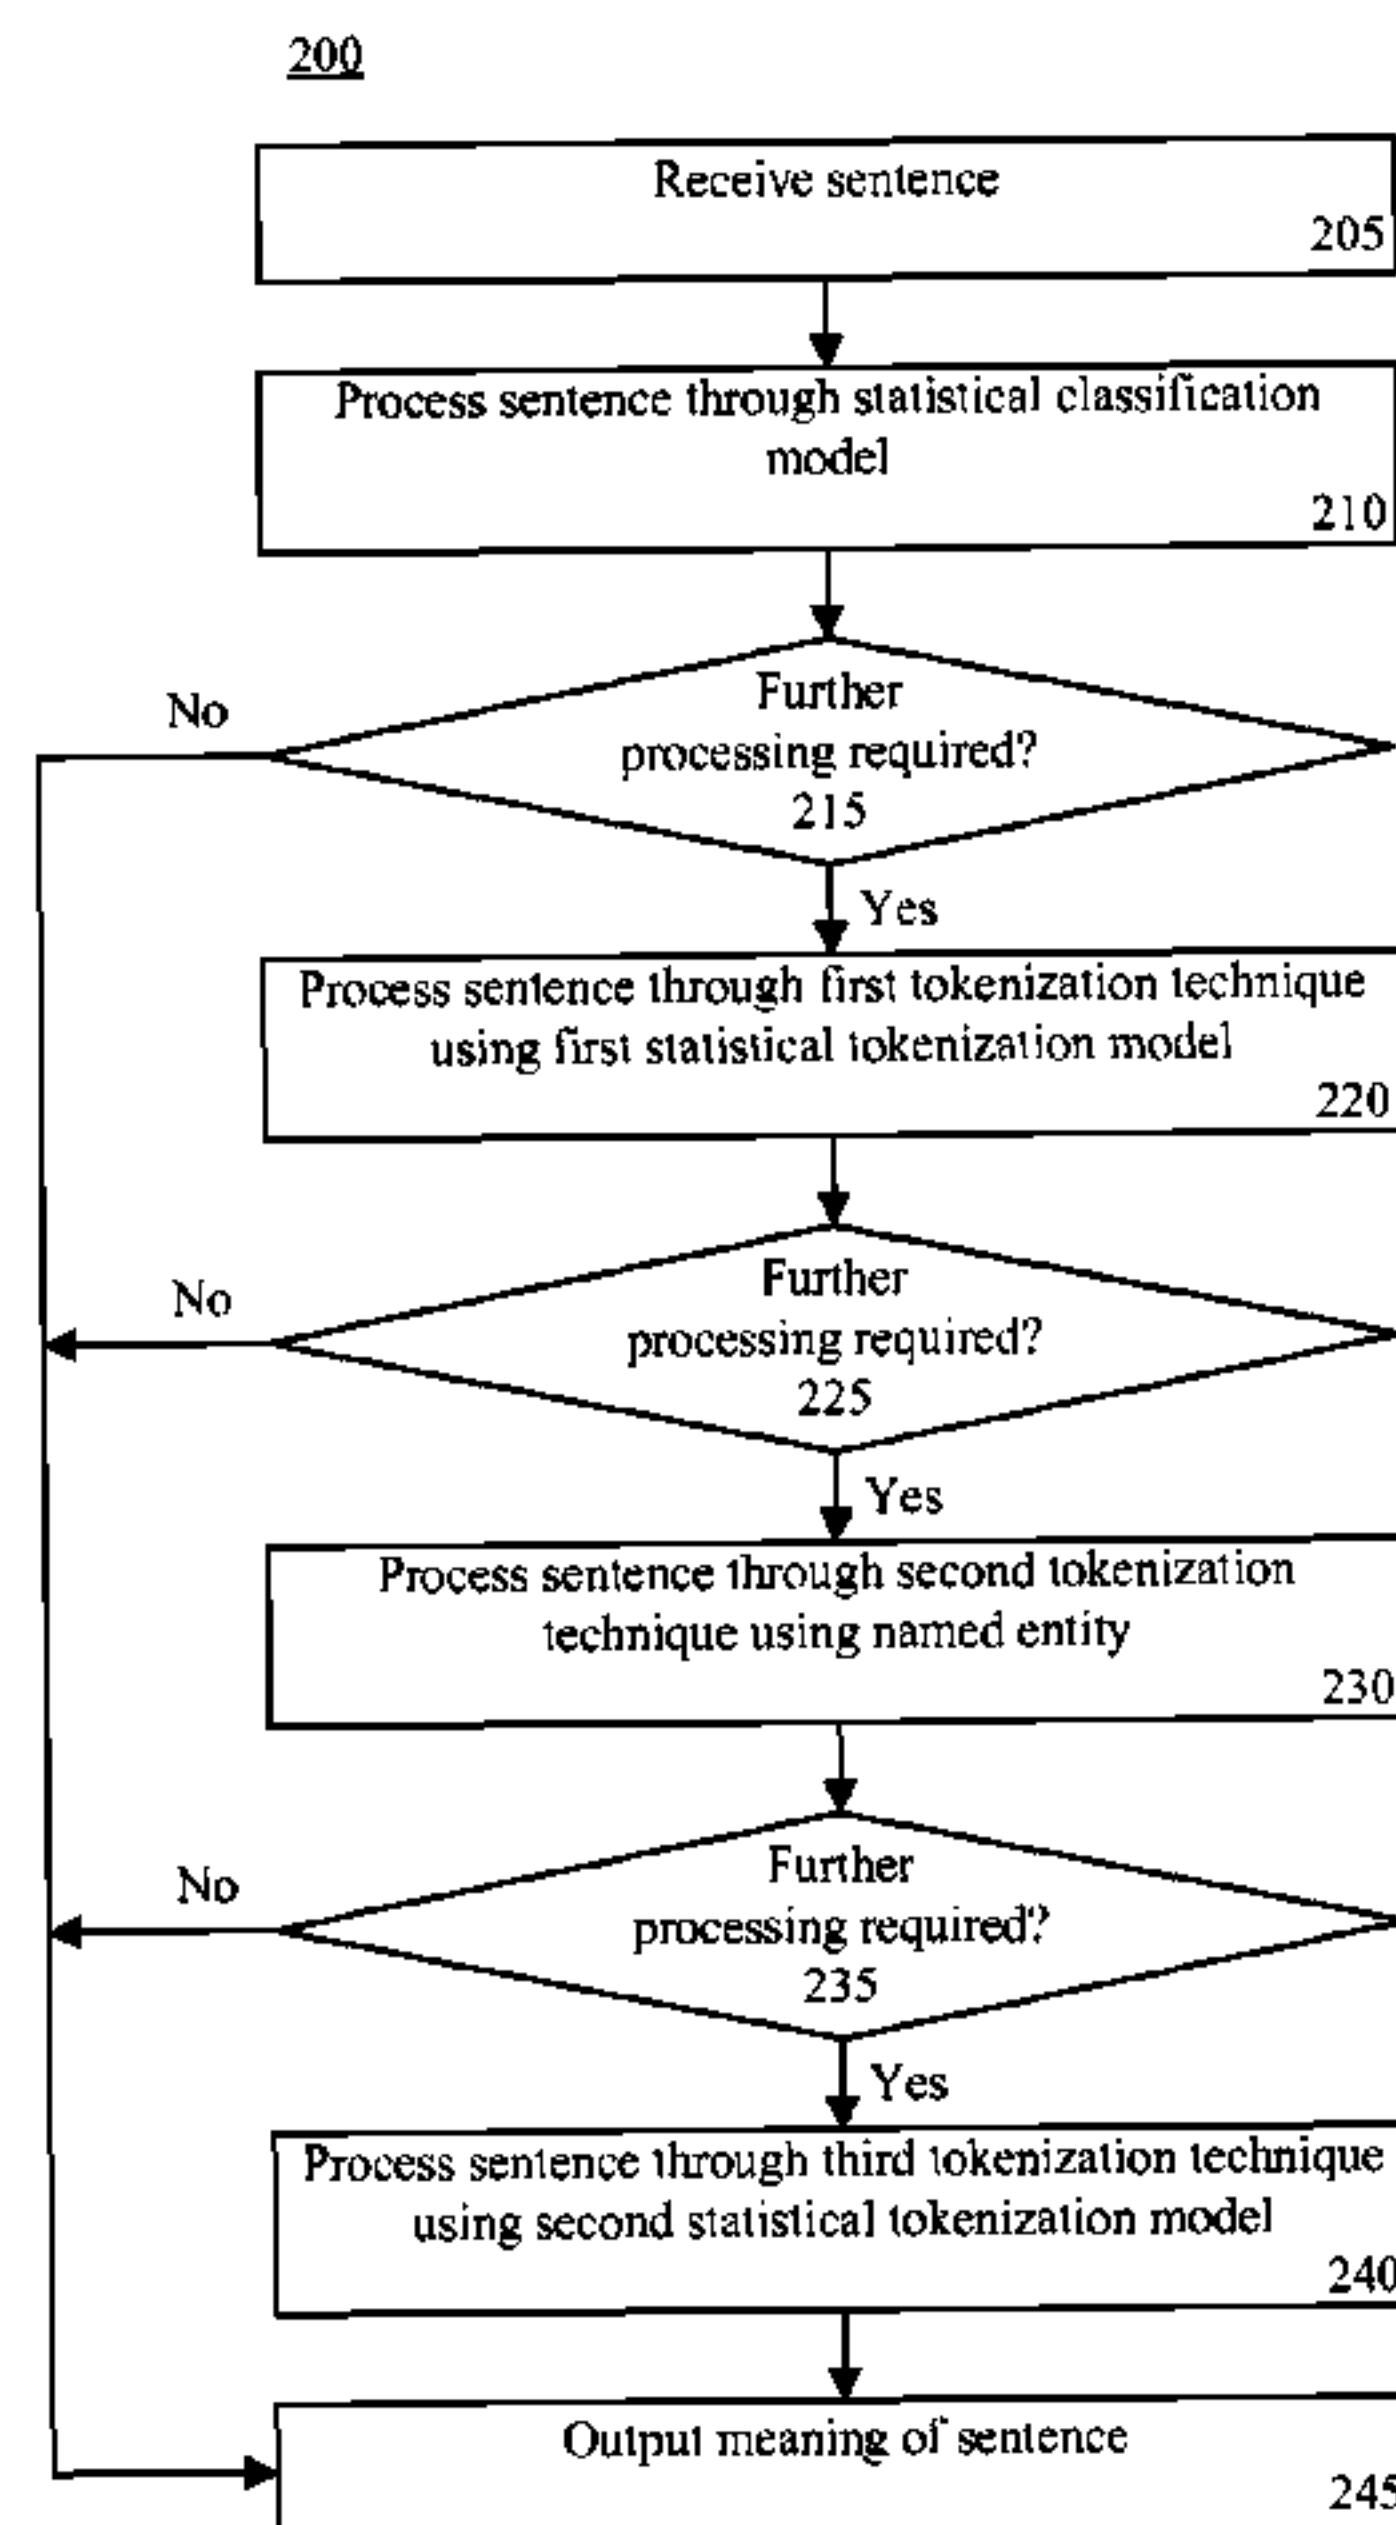 200
Receive sentence
205
Process sentence through statistical classification
model
210
Further
processing required?
215
No
Yes
Process sentence through first tokenization technique
using first statistical tokenization model
220
Further
processing required?
225
No
Yes
Process sentence through second tokenization
technique using named entity
230
Further
processing required?
235
No
Yes
Process sentence through third tokenization technique
using second statistical tokenization model
240
Output meaning of sentence
245